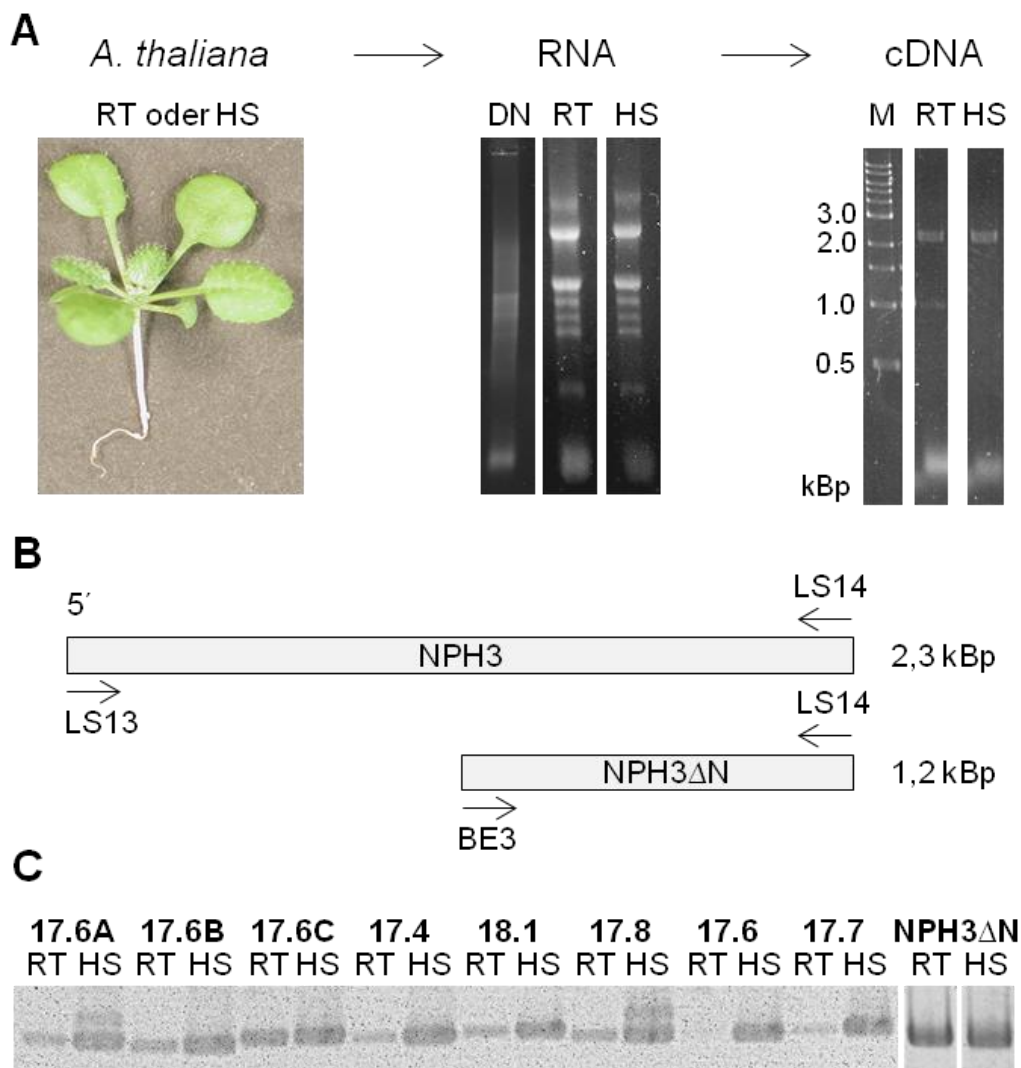 A
A. thaliana
RNA
cDNA
RT oder HS
DN RT HS
M RT HS
3.0
2.0
1.0
0.5
kBp
B
5´
LS14
NPH3
2,3 kBp
LS13
LS14
NPH3ΔN
1,2 kBp
BE3
C
17.6A 17.6B 17.6C 17.4 18.1 17.8 17.6 17.7 NPH3ΔN
RT HS RT HS RT HS RT HS RT HS RT HS RT HS RT HS RT HS